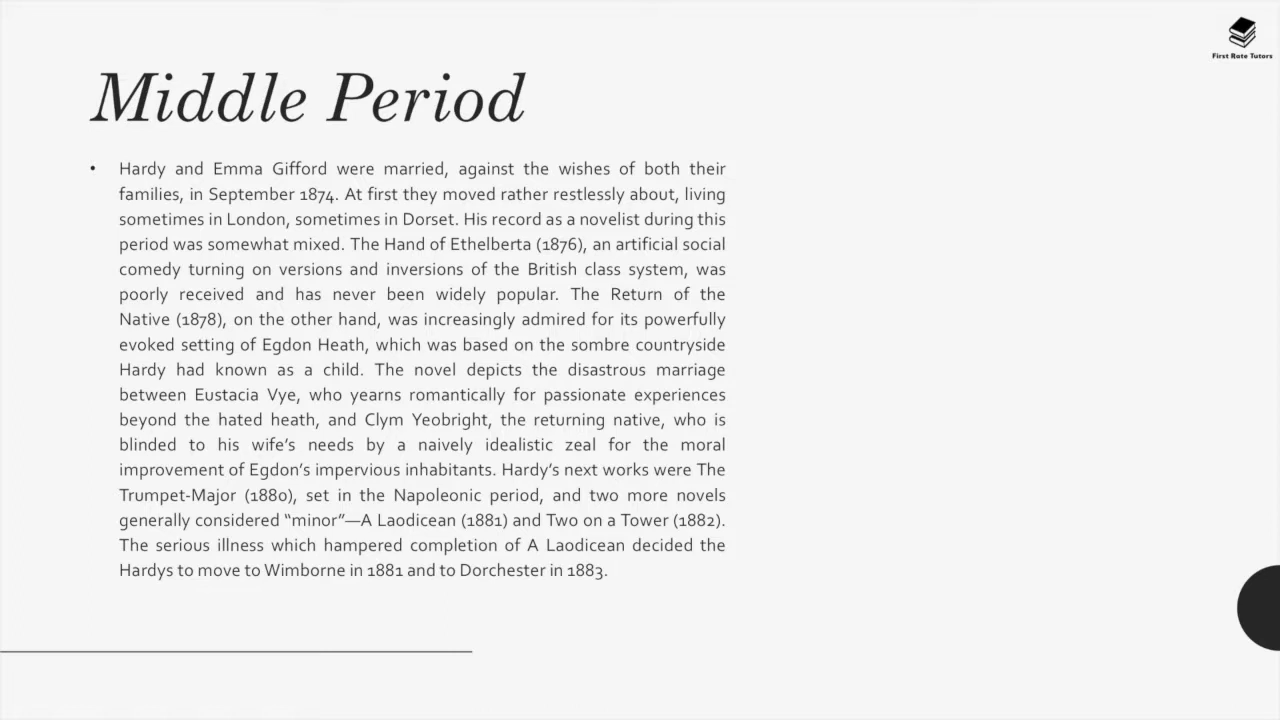 First Rate Tutors
Middle Period
• Hardy and Emma Gifford were married, against the wishes of both their
families, in September 1874. At first they moved rather restlessly about, living
sometimes in London, sometimes in Dorset. His record as a novelist during this
period was somewhat mixed. The Hand of Ethelberta (1876), an artificial social
comedy turning on versions and inversions of the British class system, was
poorly received and has never been widely popular. The Return of the
Native (1878), on the other hand, was increasingly admired for its powerfully
evoked setting of Egdon Heath, which was based on the sombre countryside
Hardy had known as a child. The novel depicts the disastrous marriage
between Eustacia Vye, who yearns romantically for passionate experiences
beyond the hated heath, and Clym Yeobright, the returning native, who is
blinded to his wife’s needs by a naively idealistic zeal for the moral
improvement of Egdon’s impervious inhabitants. Hardy’s next works were The
Trumpet-Major (1880), set in the Napoleonic period, and two more novels
generally considered “minor”—A Laodicean (1881) and Two on a Tower (1882).
The serious illness which hampered completion of A Laodicean decided the
Hardys to move to Wimborne in 1881 and to Dorchester in 1883.